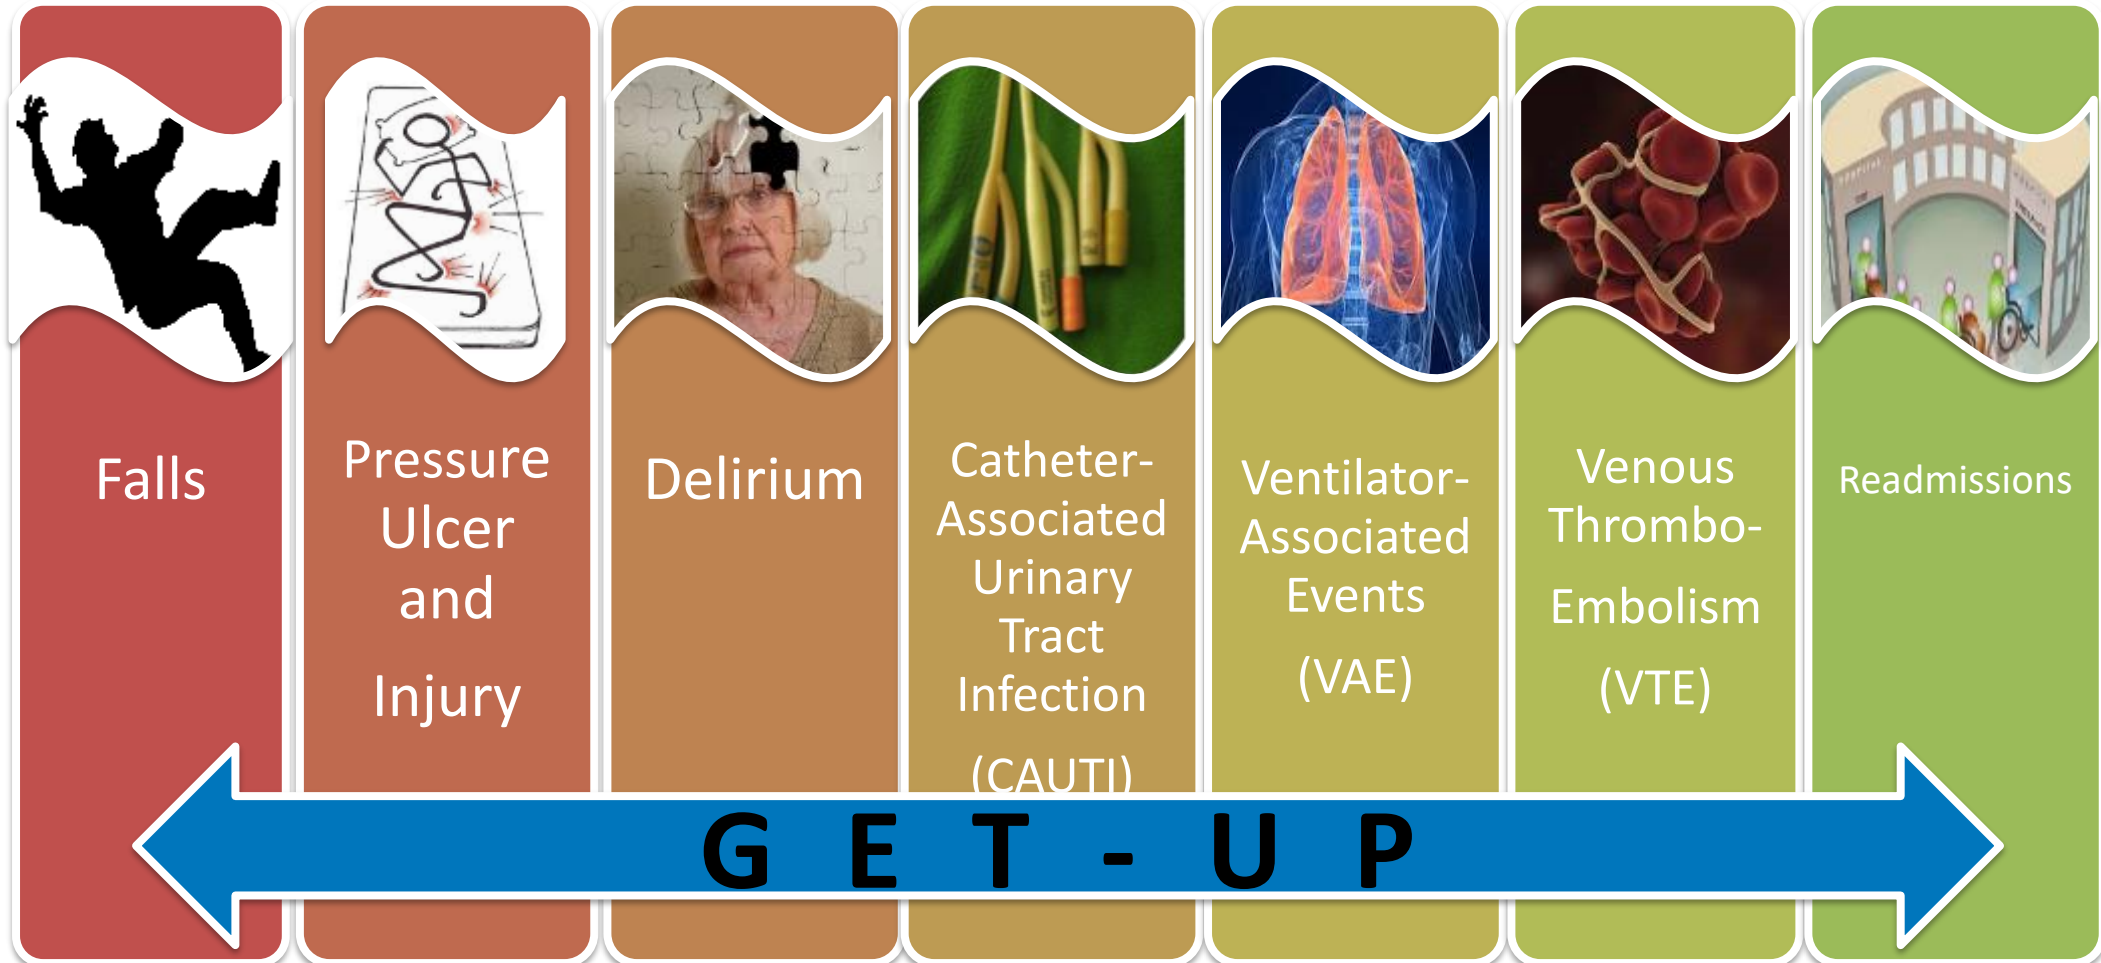 Falls
Pressure
Ulcer
and
Injury
Delirium
Catheter-
Associated
Urinary
Tract
Infection
(CAUTI)
Ventilator-
Associated
Events
(VAE)
Venous
Thrombo-
Embolism
(VTE)
HOSPITAL
Readmissions
G E T - U P